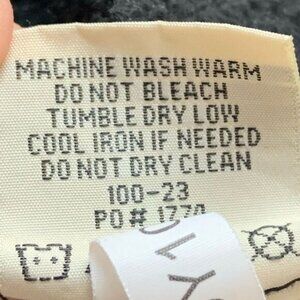 MACHINE WASH WARM
DO NOT BLEACH
TUMBLE DRY LOW
COOL IRON IF NEEDED
DO NOT DRY CLEAN
100-23
PO #